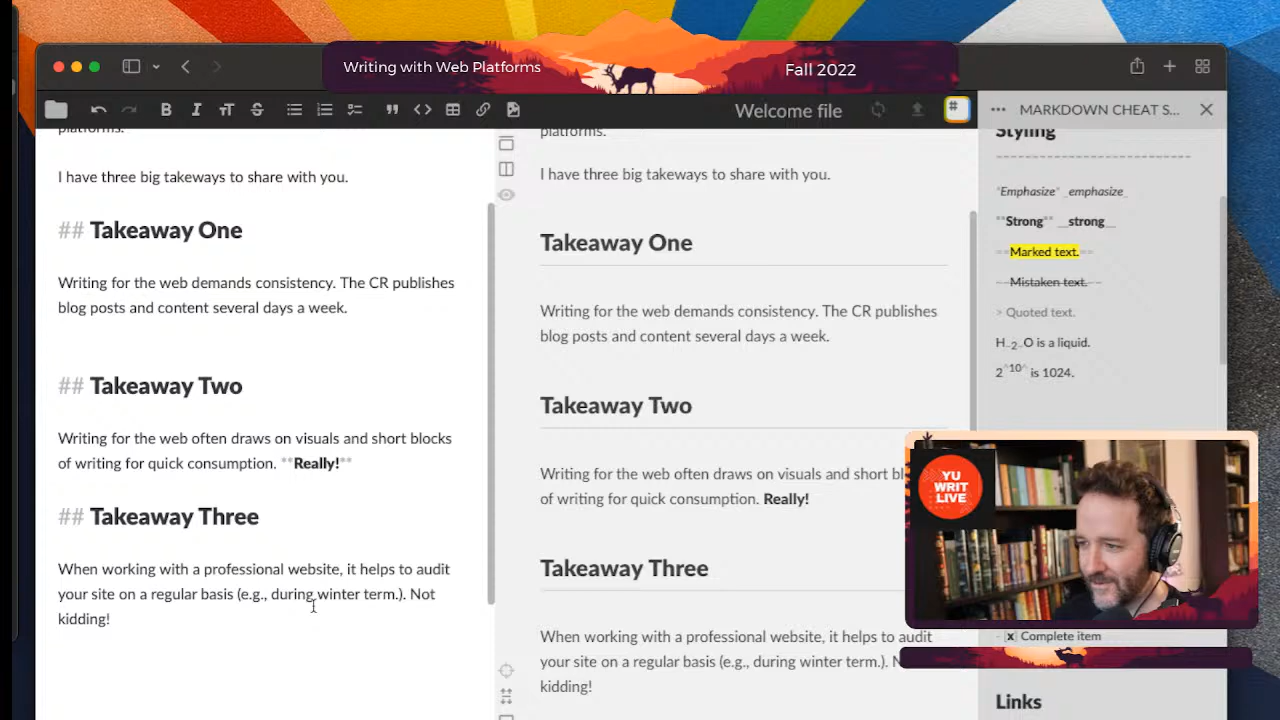 Writing with Web Platforms
Fall 2022
Welcome file
MARKDOWN CHEAT S...
platforms.
I have three big takeways to share with you.
## Takeaway One
Writing for the web demands consistency. The CR publishes
blog posts and content several days a week.
## Takeaway Two
Writing for the web often draws on visuals and short blocks
of writing for quick consumption. **Really!**
## Takeaway Three
When working with a professional website, it helps to audit
your site on a regular basis (e.g., during winter term.). Not
kidding!
platforms.
I have three big takeways to share with you.
Takeaway One
Writing for the web demands consistency. The CR publishes
blog posts and content several days a week.
Takeaway Two
Writing for the web often draws on visuals and short bl
of writing for quick consumption. Really!
Takeaway Three
When working with a professional website, it helps to audit
your site on a regular basis (e.g., during winter term.). N
kidding!
Styling
----------------------------
*Emphasize* _emphasize_
**Strong** __strong__
==Marked text.==
~~Mistaken text.~~
> Quoted text.
H~2~O is a liquid.
2^10^ is 1024.
YU
WRIT
LIVE
x Complete item
Links